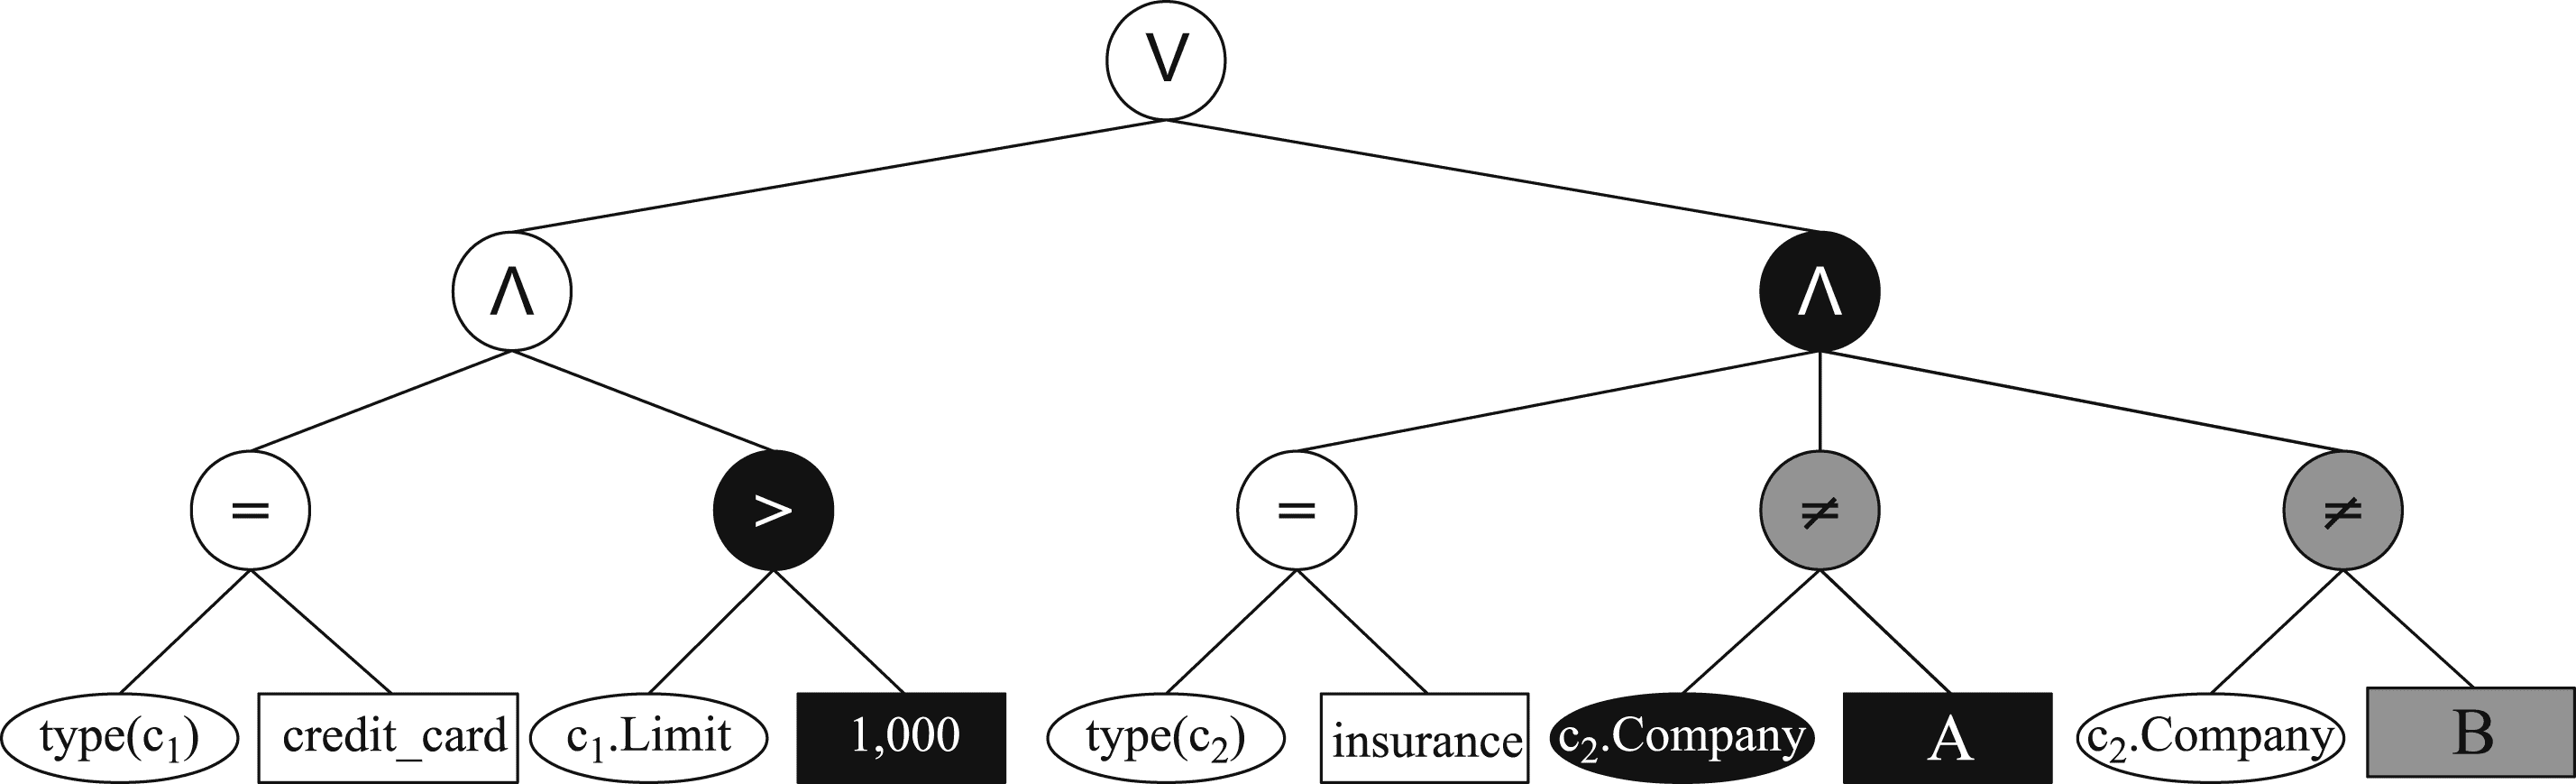 ∨
∧ ∧
= > = ≠ ≠
type(c₁) credit_card c₁.Limit 1,000 type(c₂) insurance c₂.Company A c₂.Company B